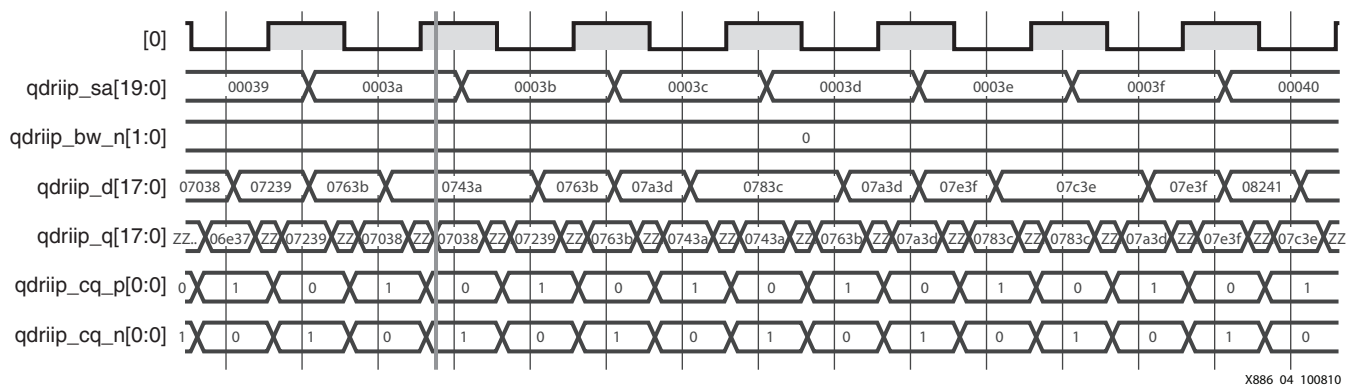 [0]
qdriip_sa[19:0] 00039 0003a 0003b 0003c 0003d 0003e 0003f 00040
qdriip_bw_n[1:0] 0
qdriip_d[17:0] 07038 07239 0763b 0743a 0763b 07a3d 0783c 07a3d 07e3f 07c3e 07e3f 08241
qdriip_q[17:0] ZZ.. 06e37 ZZ 07239 ZZ 07038 ZZ 07038 ZZ 07239 ZZ 0763b ZZ 0743a ZZ 0743a ZZ 0763b ZZ 07a3d ZZ 0783c ZZ 0783c ZZ 07a3d ZZ 07e3f ZZ 07c3e ZZ
qdriip_cq_p[0:0] 0 1 0 1 0 1 0 1 0 1 0 1 0 1 0 1
qdriip_cq_n[0:0] 1 0 1 0 1 0 1 0 1 0 1 0 1 0 1 0
X886_04_100810